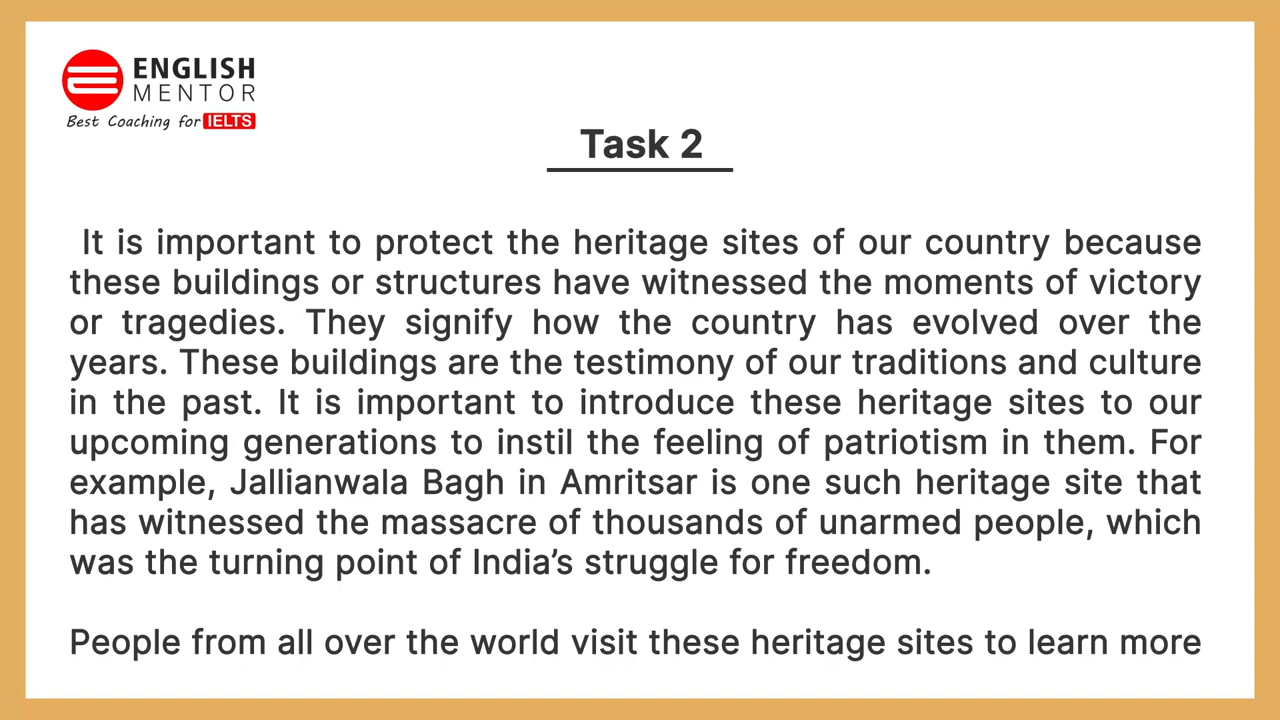 ENGLISH
MENTOR
Best Coaching for IELTS
Task 2
It is important to protect the heritage sites of our country because
these buildings or structures have witnessed the moments of victory
or tragedies. They signify how the country has evolved over the
years. These buildings are the testimony of our traditions and culture
in the past. It is important to introduce these heritage sites to our
upcoming generations to instil the feeling of patriotism in them. For
example, Jallianwala Bagh in Amritsar is one such heritage site that
has witnessed the massacre of thousands of unarmed people, which
was the turning point of India’s struggle for freedom.
People from all over the world visit these heritage sites to learn more